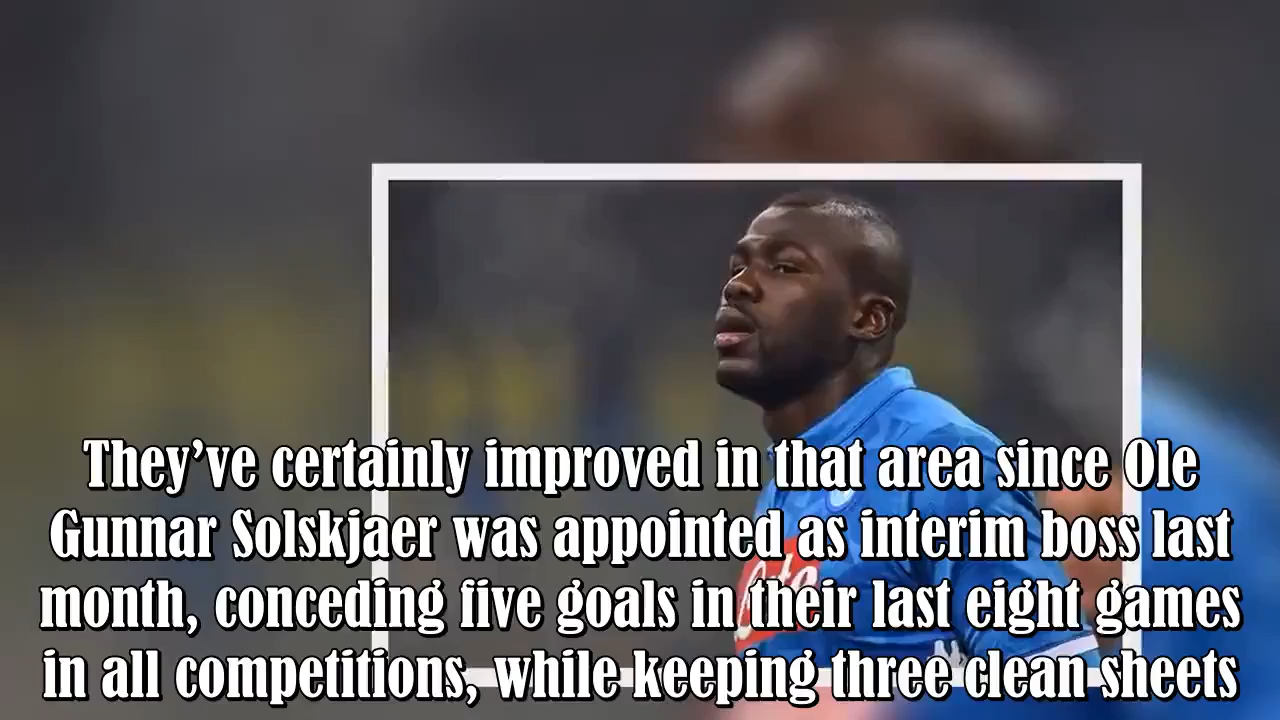 They’ve certainly improved in that area since Ole
Gunnar Solskjaer was appointed as interim boss last
month, conceding five goals in their last eight games
in all competitions, while keeping three clean sheets